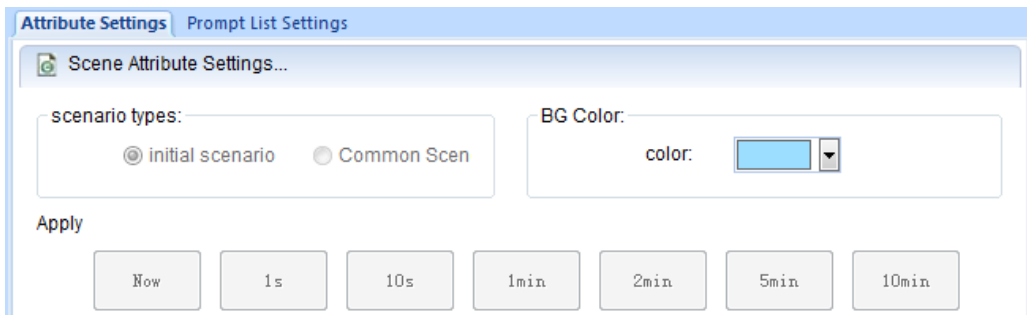 Attribute Settings Prompt List Settings
Scene Attribute Settings...
scenario types: BG Color:
initial scenario Common Scen color:
Apply
Now 1s 10s 1min 2min 5min 10min